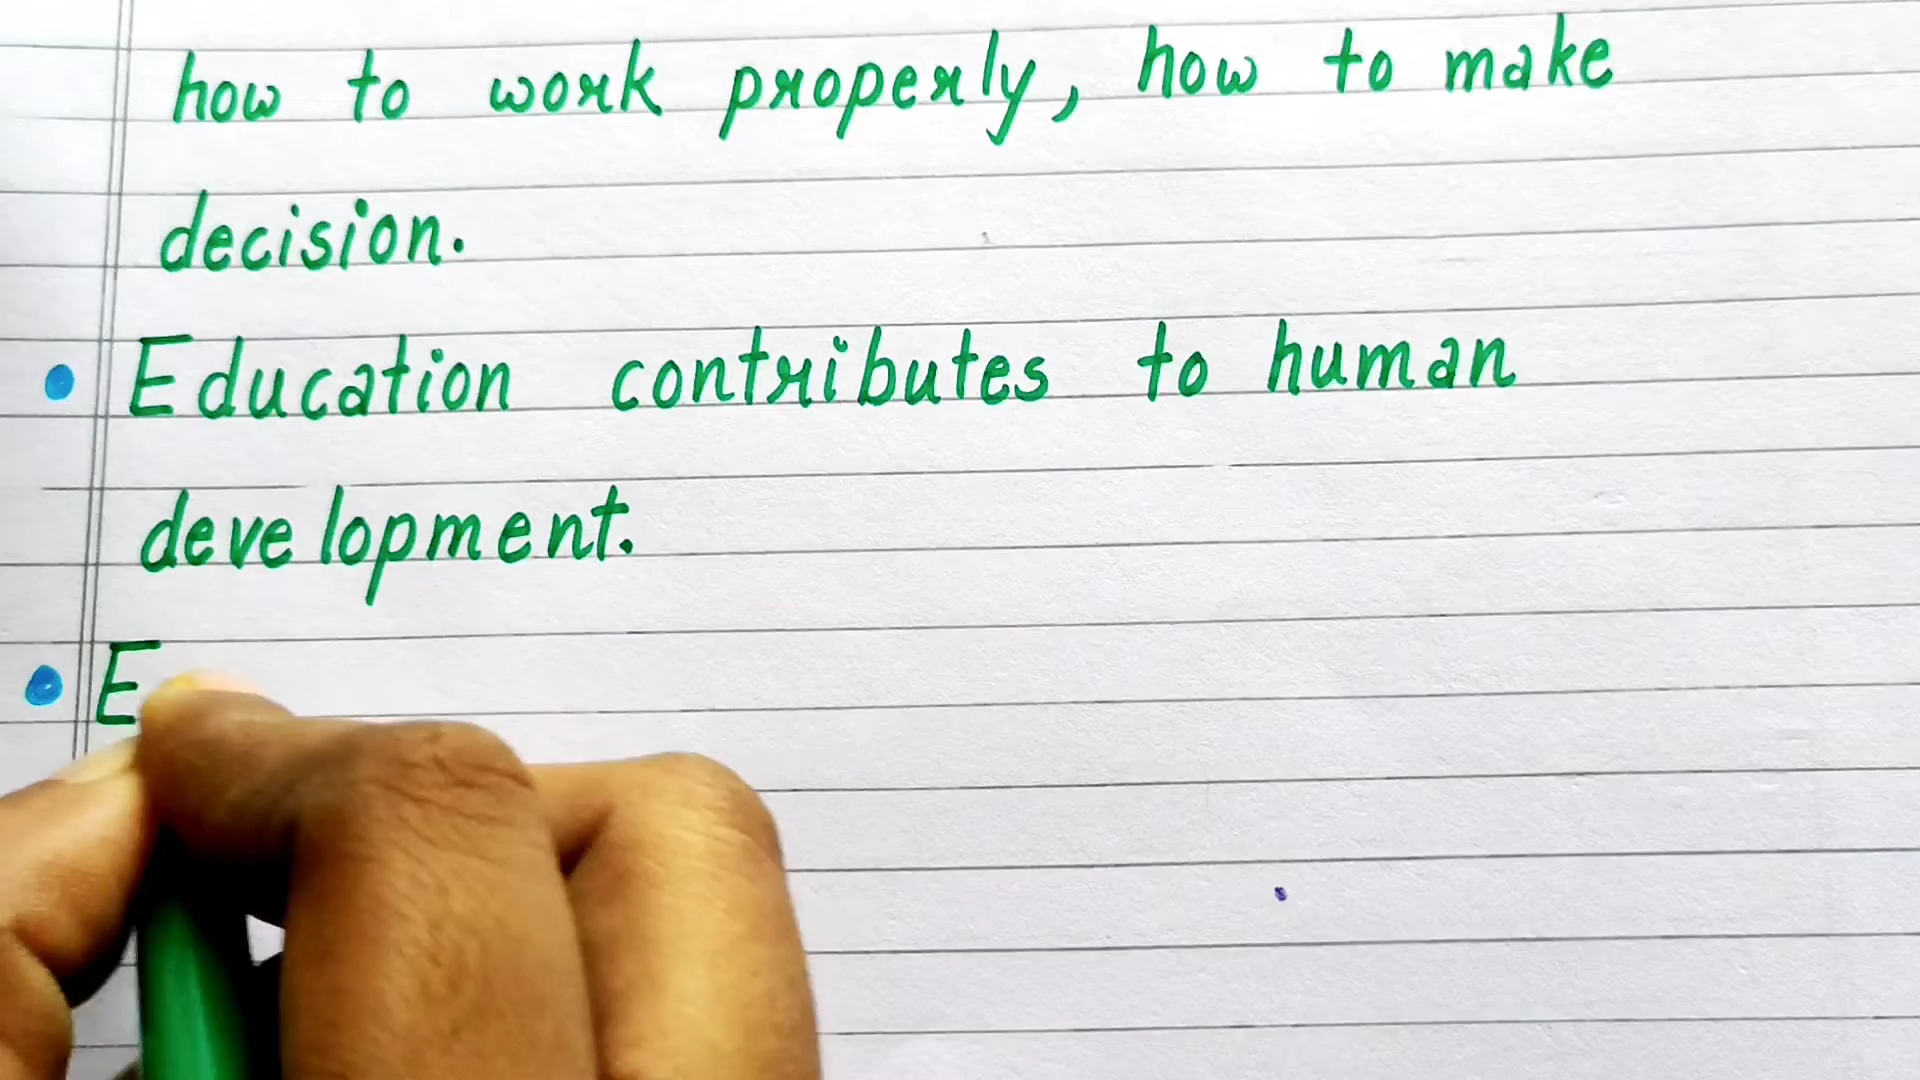 how to work properly, how to make
decision.
• Education contributes to human
development.
• E